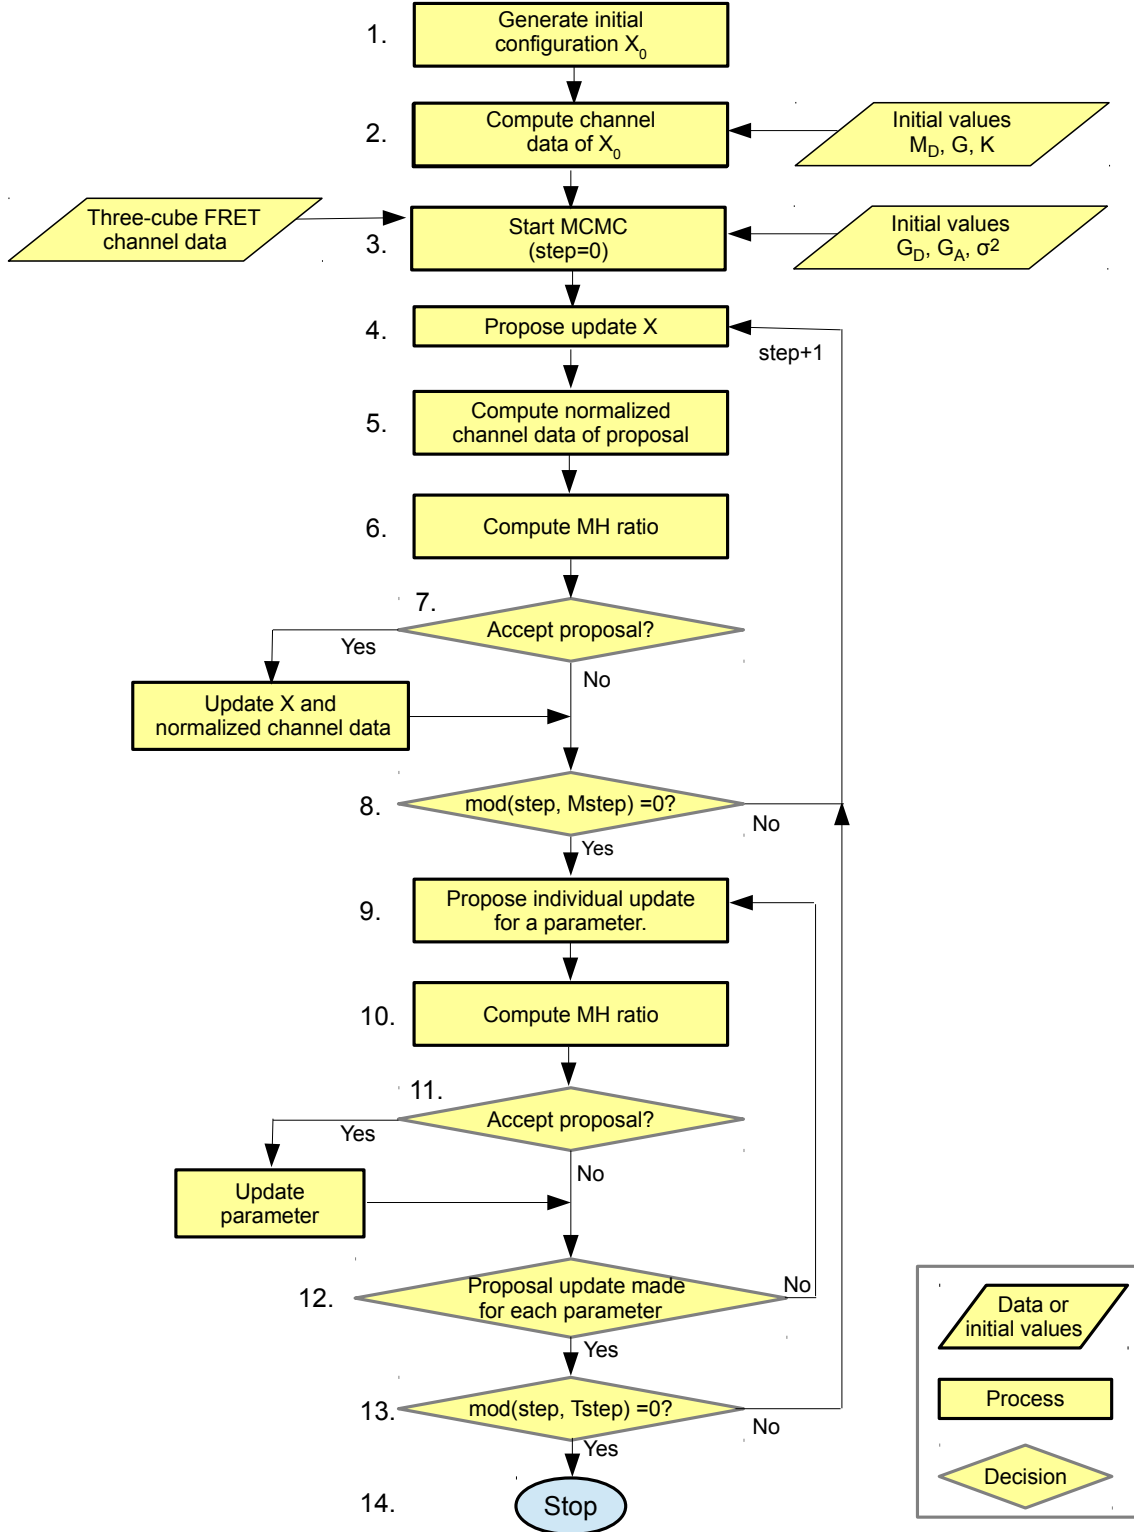 1.
Generate initial
configuration X0
2.
Compute channel
data of X0
Initial values
MD, G, K
Three-cube FRET
channel data
3.
Start MCMC
(step=0)
Initial values
GD, GA, σ2
4.
Propose update X
step+1
5.
Compute normalized
channel data of proposal
6.
Compute MH ratio
7.
Accept proposal?
Yes
No
Update X and
normalized channel data
8.
mod(step, Mstep) =0?
No
Yes
9.
Propose individual update
for a parameter.
10.
Compute MH ratio
11.
Accept proposal?
Yes
No
Update
parameter
12.
Proposal update made
for each parameter
No
Yes
13.
mod(step, Tstep) =0?
No
Yes
14.
Stop
Data or
initial values
Process
Decision